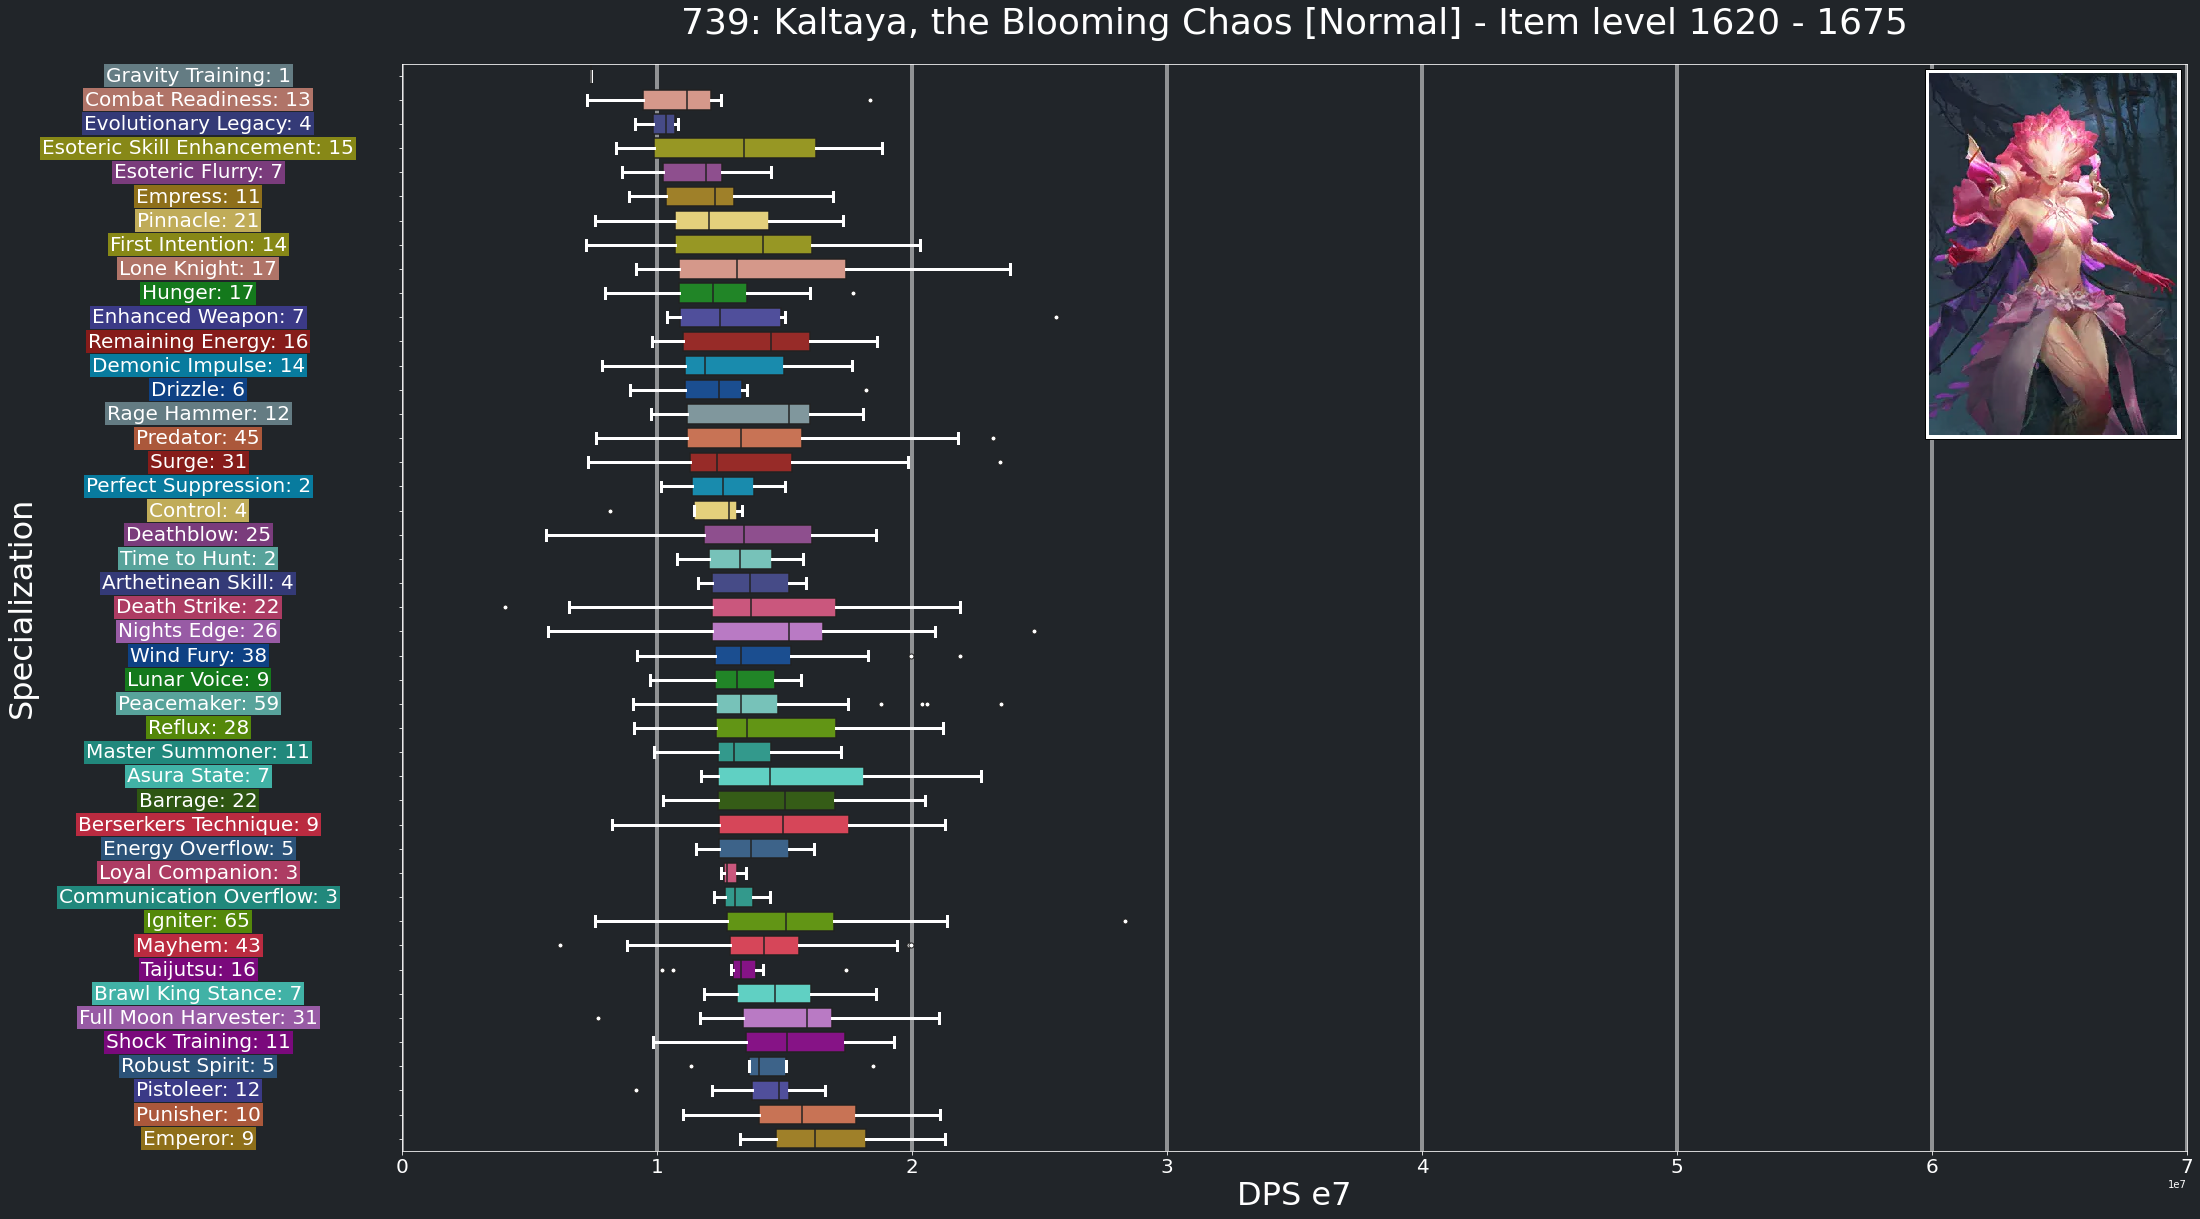 739: Kaltaya, the Blooming Chaos [Normal] - Item level 1620 - 1675
Specialization
Gravity Training: 1
Combat Readiness: 13
Evolutionary Legacy: 4
Esoteric Skill Enhancement: 15
Esoteric Flurry: 7
Empress: 11
Pinnacle: 21
First Intention: 14
Lone Knight: 17
Hunger: 17
Enhanced Weapon: 7
Remaining Energy: 16
Demonic Impulse: 14
Drizzle: 6
Rage Hammer: 12
Predator: 45
Surge: 31
Perfect Suppression: 2
Control: 4
Deathblow: 25
Time to Hunt: 2
Arthetinean Skill: 4
Death Strike: 22
Nights Edge: 26
Wind Fury: 38
Lunar Voice: 9
Peacemaker: 59
Reflux: 28
Master Summoner: 11
Asura State: 7
Barrage: 22
Berserkers Technique: 9
Energy Overflow: 5
Loyal Companion: 3
Communication Overflow: 3
Igniter: 65
Mayhem: 43
Taijutsu: 16
Brawl King Stance: 7
Full Moon Harvester: 31
Shock Training: 11
Robust Spirit: 5
Pistoleer: 12
Punisher: 10
Emperor: 9
0 1 2 3 4 5 6 7
1e7
DPS e7